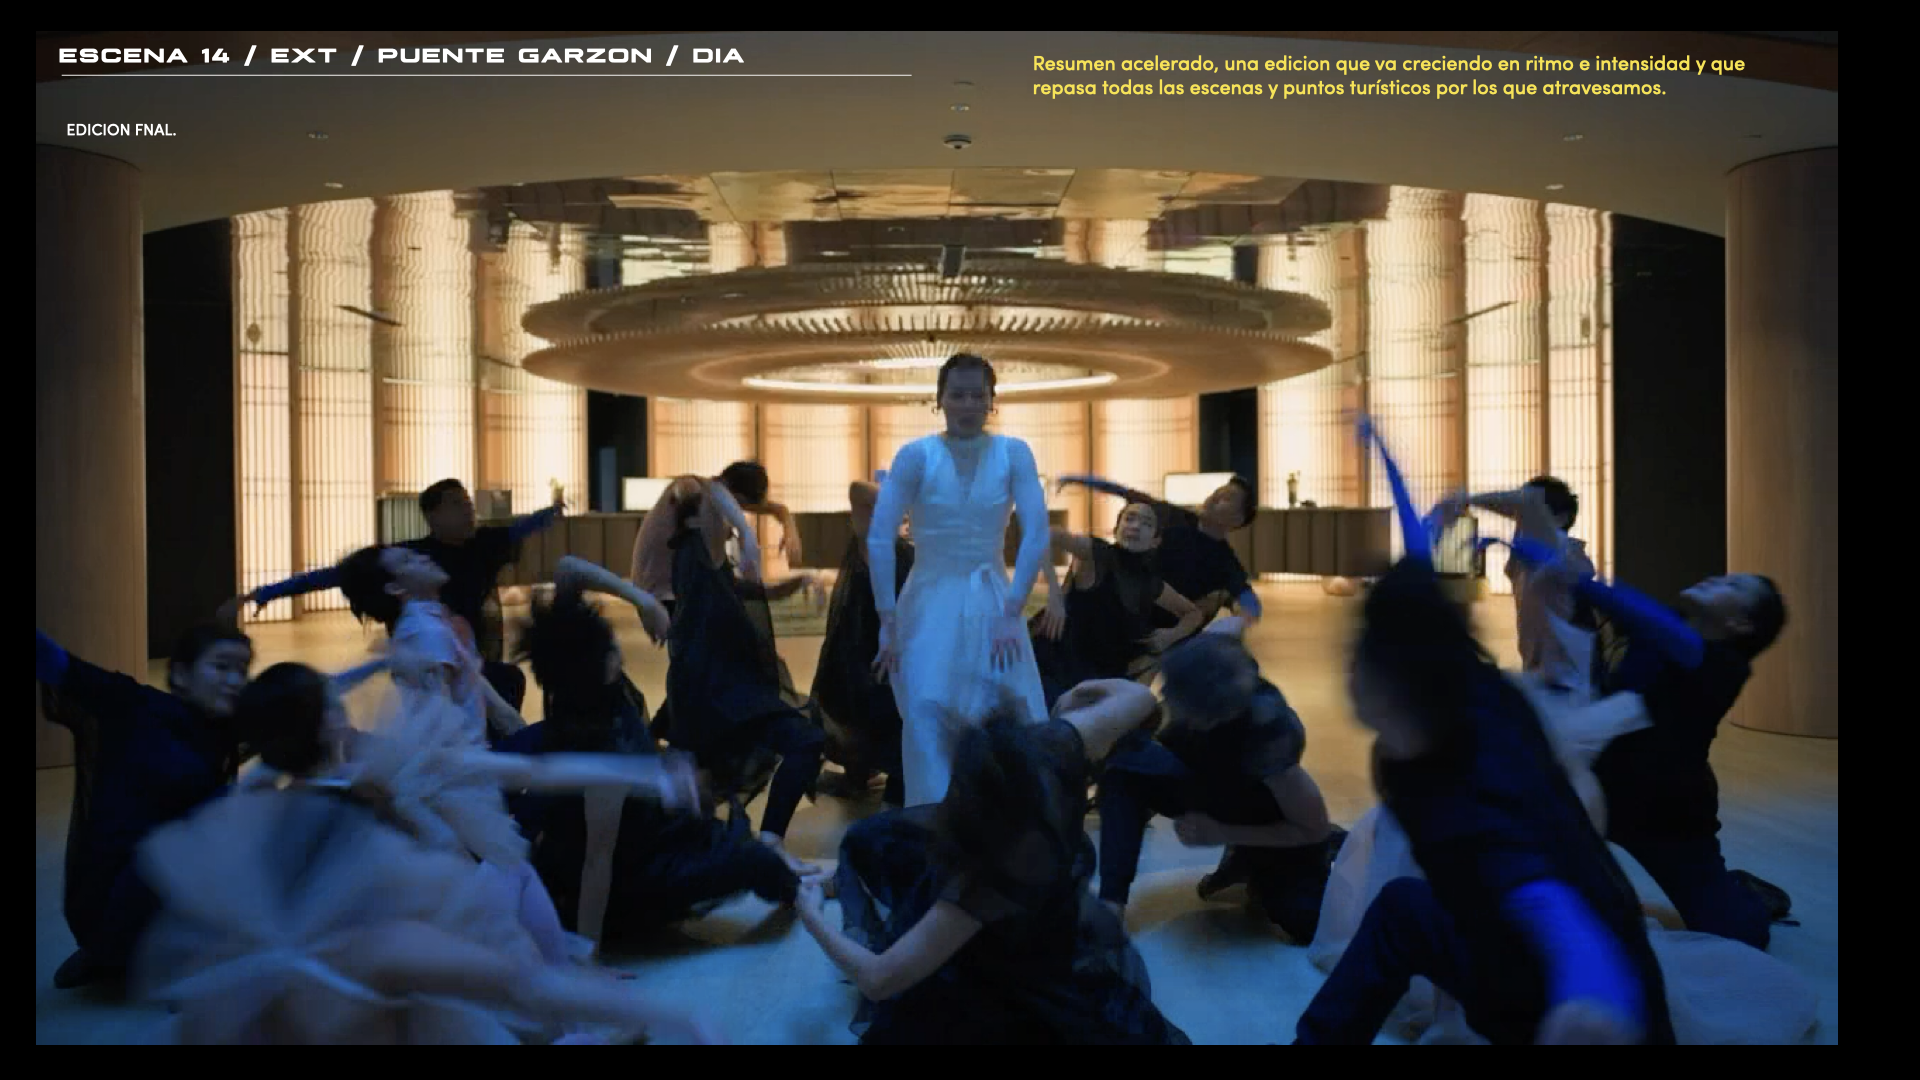 ESCENA 14 / EXT / PUENTE GARZON / DIA
Resumen acelerado, una edicion que va creciendo en ritmo e intensidad y que
repasa todas las escenas y puntos turísticos por los que atravesamos.
EDICION FNAL.